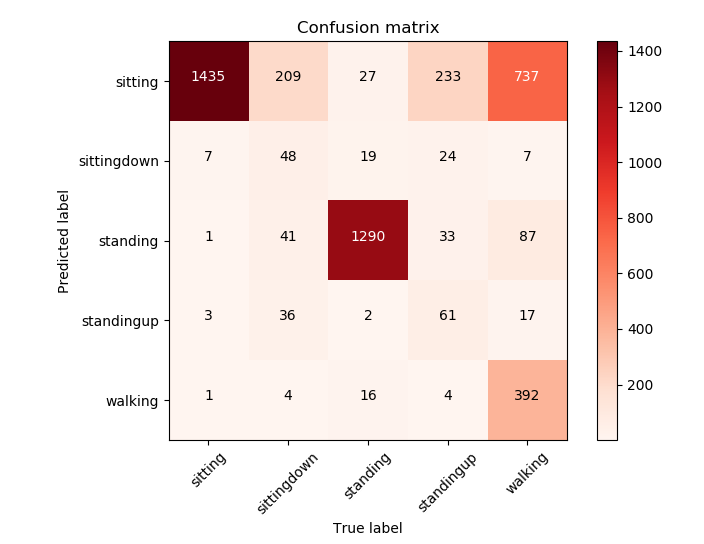 Confusion matrix
sitting 1435 209 27 233 737
sittingdown 7 48 19 24 7
standing 1 41 1290 33 87
standingup 3 36 2 61 17
walking 1 4 16 4 392
sitting sittingdown standing standingup walking
Predicted label
True label
1400
1200
1000
800
600
400
200